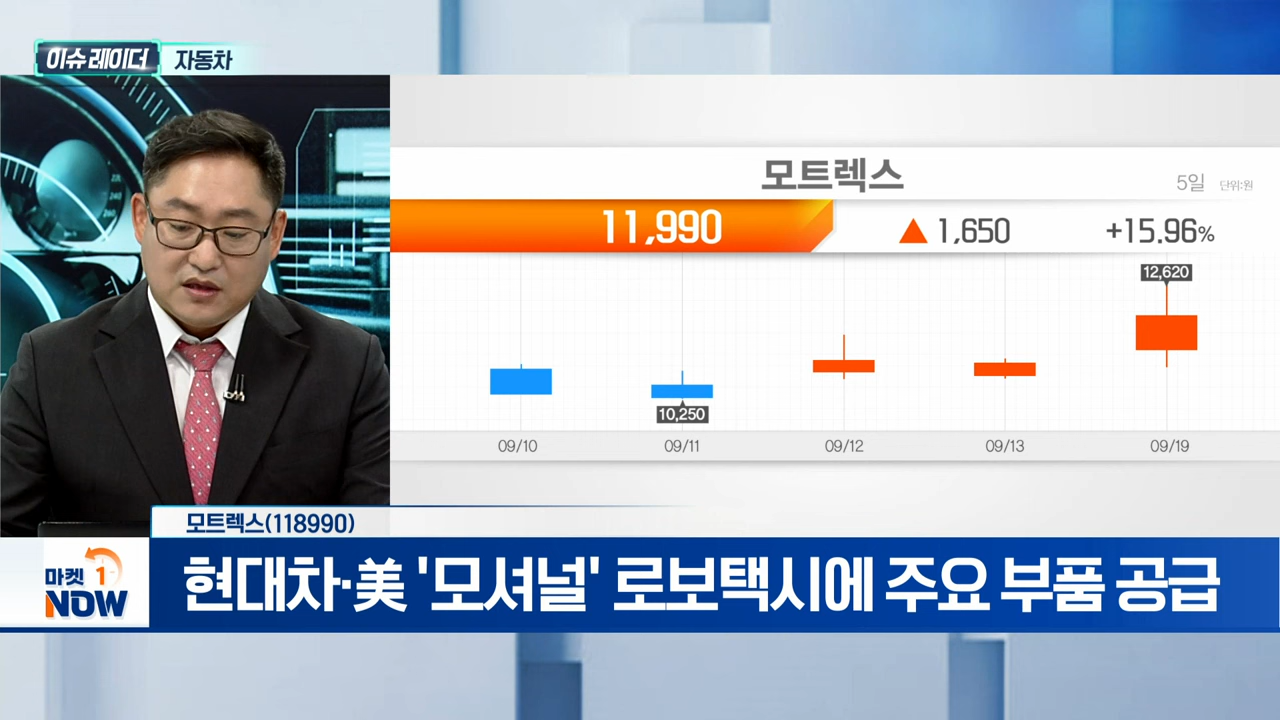 이슈레이더 자동차
모트렉스
5일 단위:원
11,990 ▲ 1,650 +15.96%
12,620
10,250
09/10 09/11 09/12 09/13 09/19
모트렉스(118990)
마켓 1
NOW
현대차·美 '모셔널' 로보택시에 주요 부품 공급